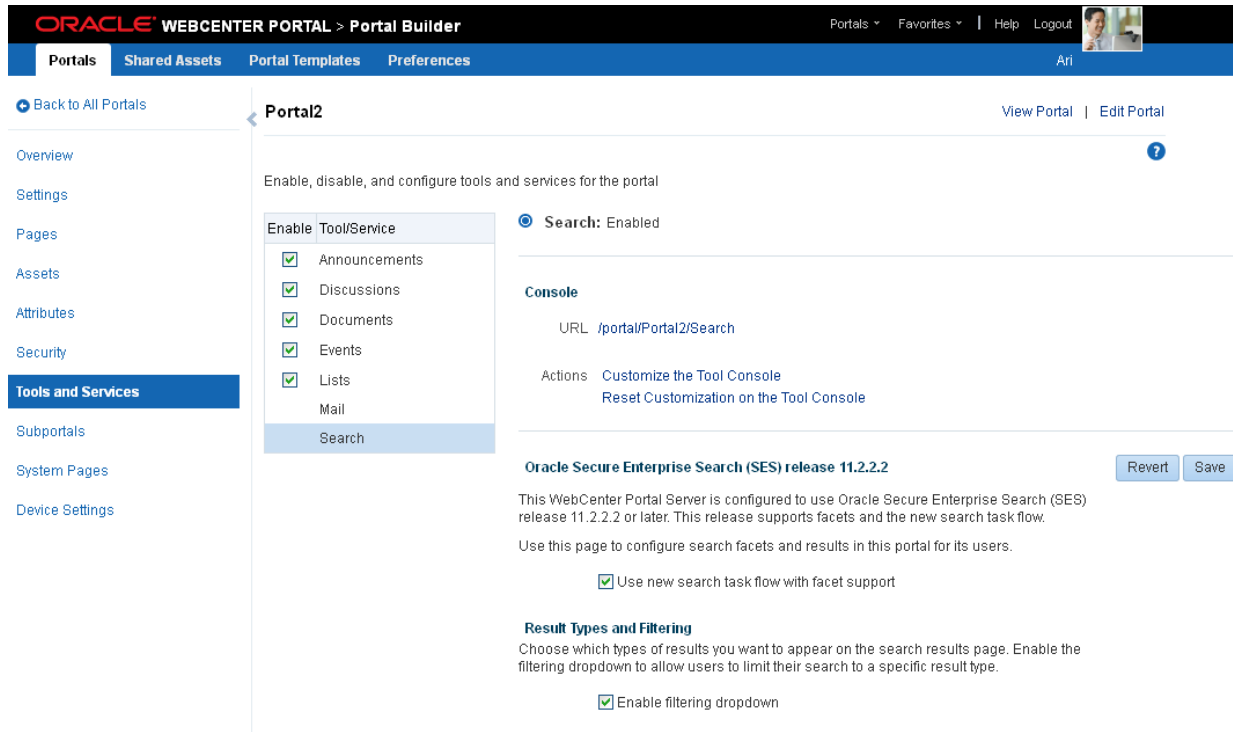 ORACLE WEBCENTER PORTAL > Portal Builder
Portals Favorites | Help Logout
Portals Shared Assets Portal Templates Preferences
Ari
Back to All Portals
Overview
Settings
Pages
Assets
Attributes
Security
Tools and Services
Subportals
System Pages
Device Settings
Portal2
View Portal | Edit Portal
?
Enable, disable, and configure tools and services for the portal
Enable Tool/Service
Announcements
Discussions
Documents
Events
Lists
Mail
Search
Search: Enabled
Console
URL /portal/Portal2/Search
Actions Customize the Tool Console
Reset Customization on the Tool Console
Oracle Secure Enterprise Search (SES) release 11.2.2.2
Revert Save
This WebCenter Portal Server is configured to use Oracle Secure Enterprise Search (SES)
release 11.2.2.2 or later. This release supports facets and the new search task flow.
Use this page to configure search facets and results in this portal for its users.
Use new search task flow with facet support
Result Types and Filtering
Choose which types of results you want to appear on the search results page. Enable the
filtering dropdown to allow users to limit their search to a specific result type.
Enable filtering dropdown